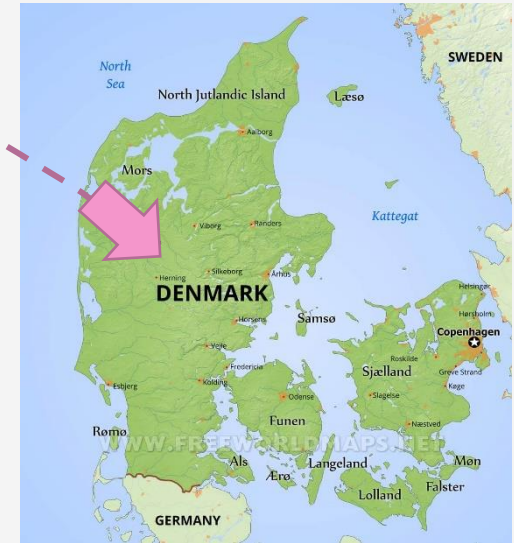 SWEDEN
North
Sea
North Jutlandic Island
Læsø
Aalborg
Mors
Kattegat
Viborg
Randers
Silkeborg
Århus
Herning
DENMARK
Helsingør
Hørsholm
Samsø
Horsens
Copenhagen
Vejle
Roskilde
Sjælland
Fredericia
Greve Strand
Esbjerg
Kolding
Køge
Odense
Slagelse
Funen
Næstved
Rømø
WWW.FREEWORLDMAPS.NET
Als
Ærø
Langeland
Møn
Lolland
Falster
GERMANY